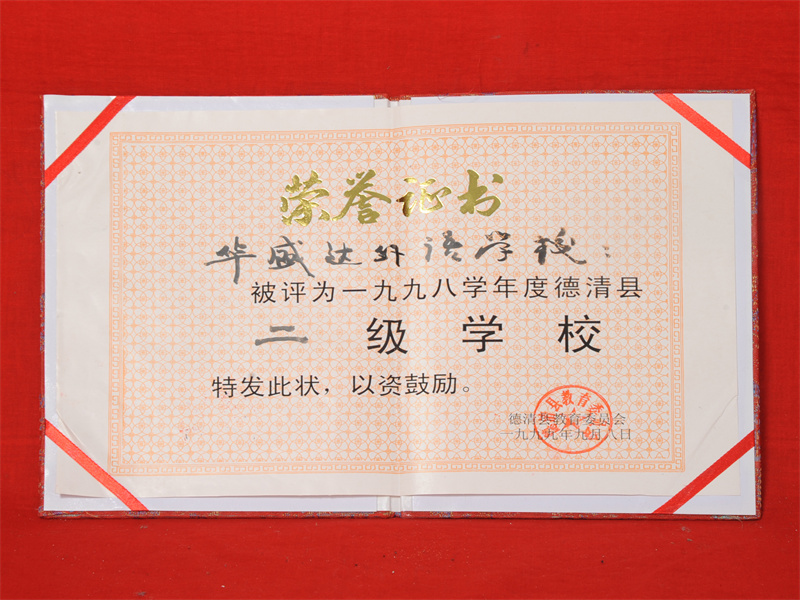 荣誉证书
华盛达外语学校：
被评为一九九八学年度德清县
二级学校
特发此状，以资鼓励。
德清县教育委员会
一九九九年九月八日